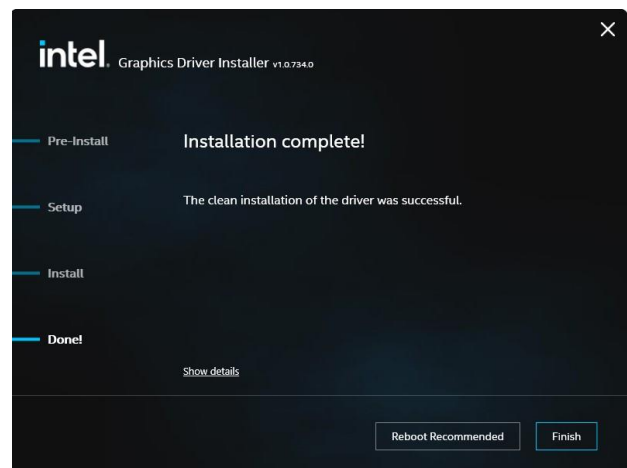 intel. Graphics Driver Installer v1.0.734.0
Pre-Install
Installation complete!
Setup
The clean installation of the driver was successful.
Install
Done!
Show details
Reboot Recommended
Finish